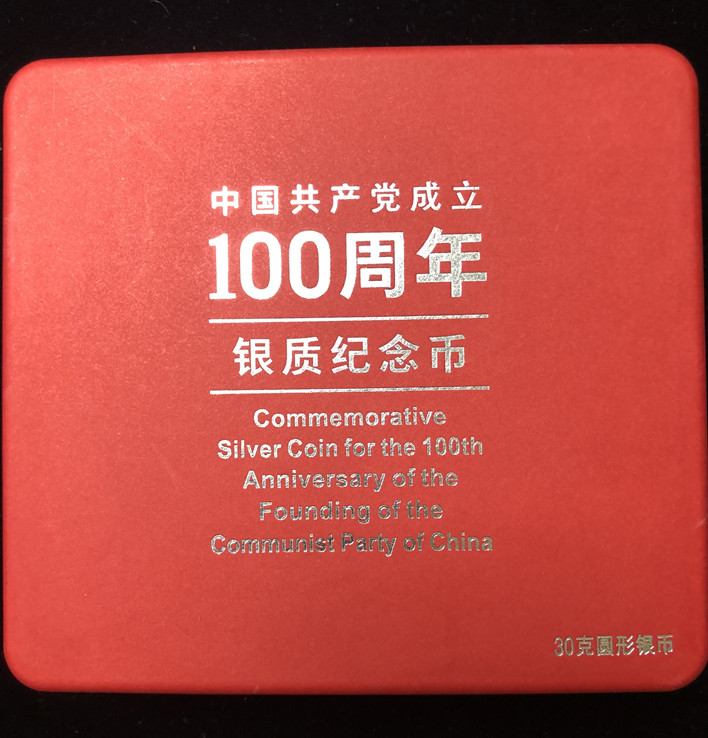 中国共产党成立
100周年
银质纪念币
Commemorative
Silver Coin for the 100th
Anniversary of the
Founding of the
Communist Party of China
30克圆形银币